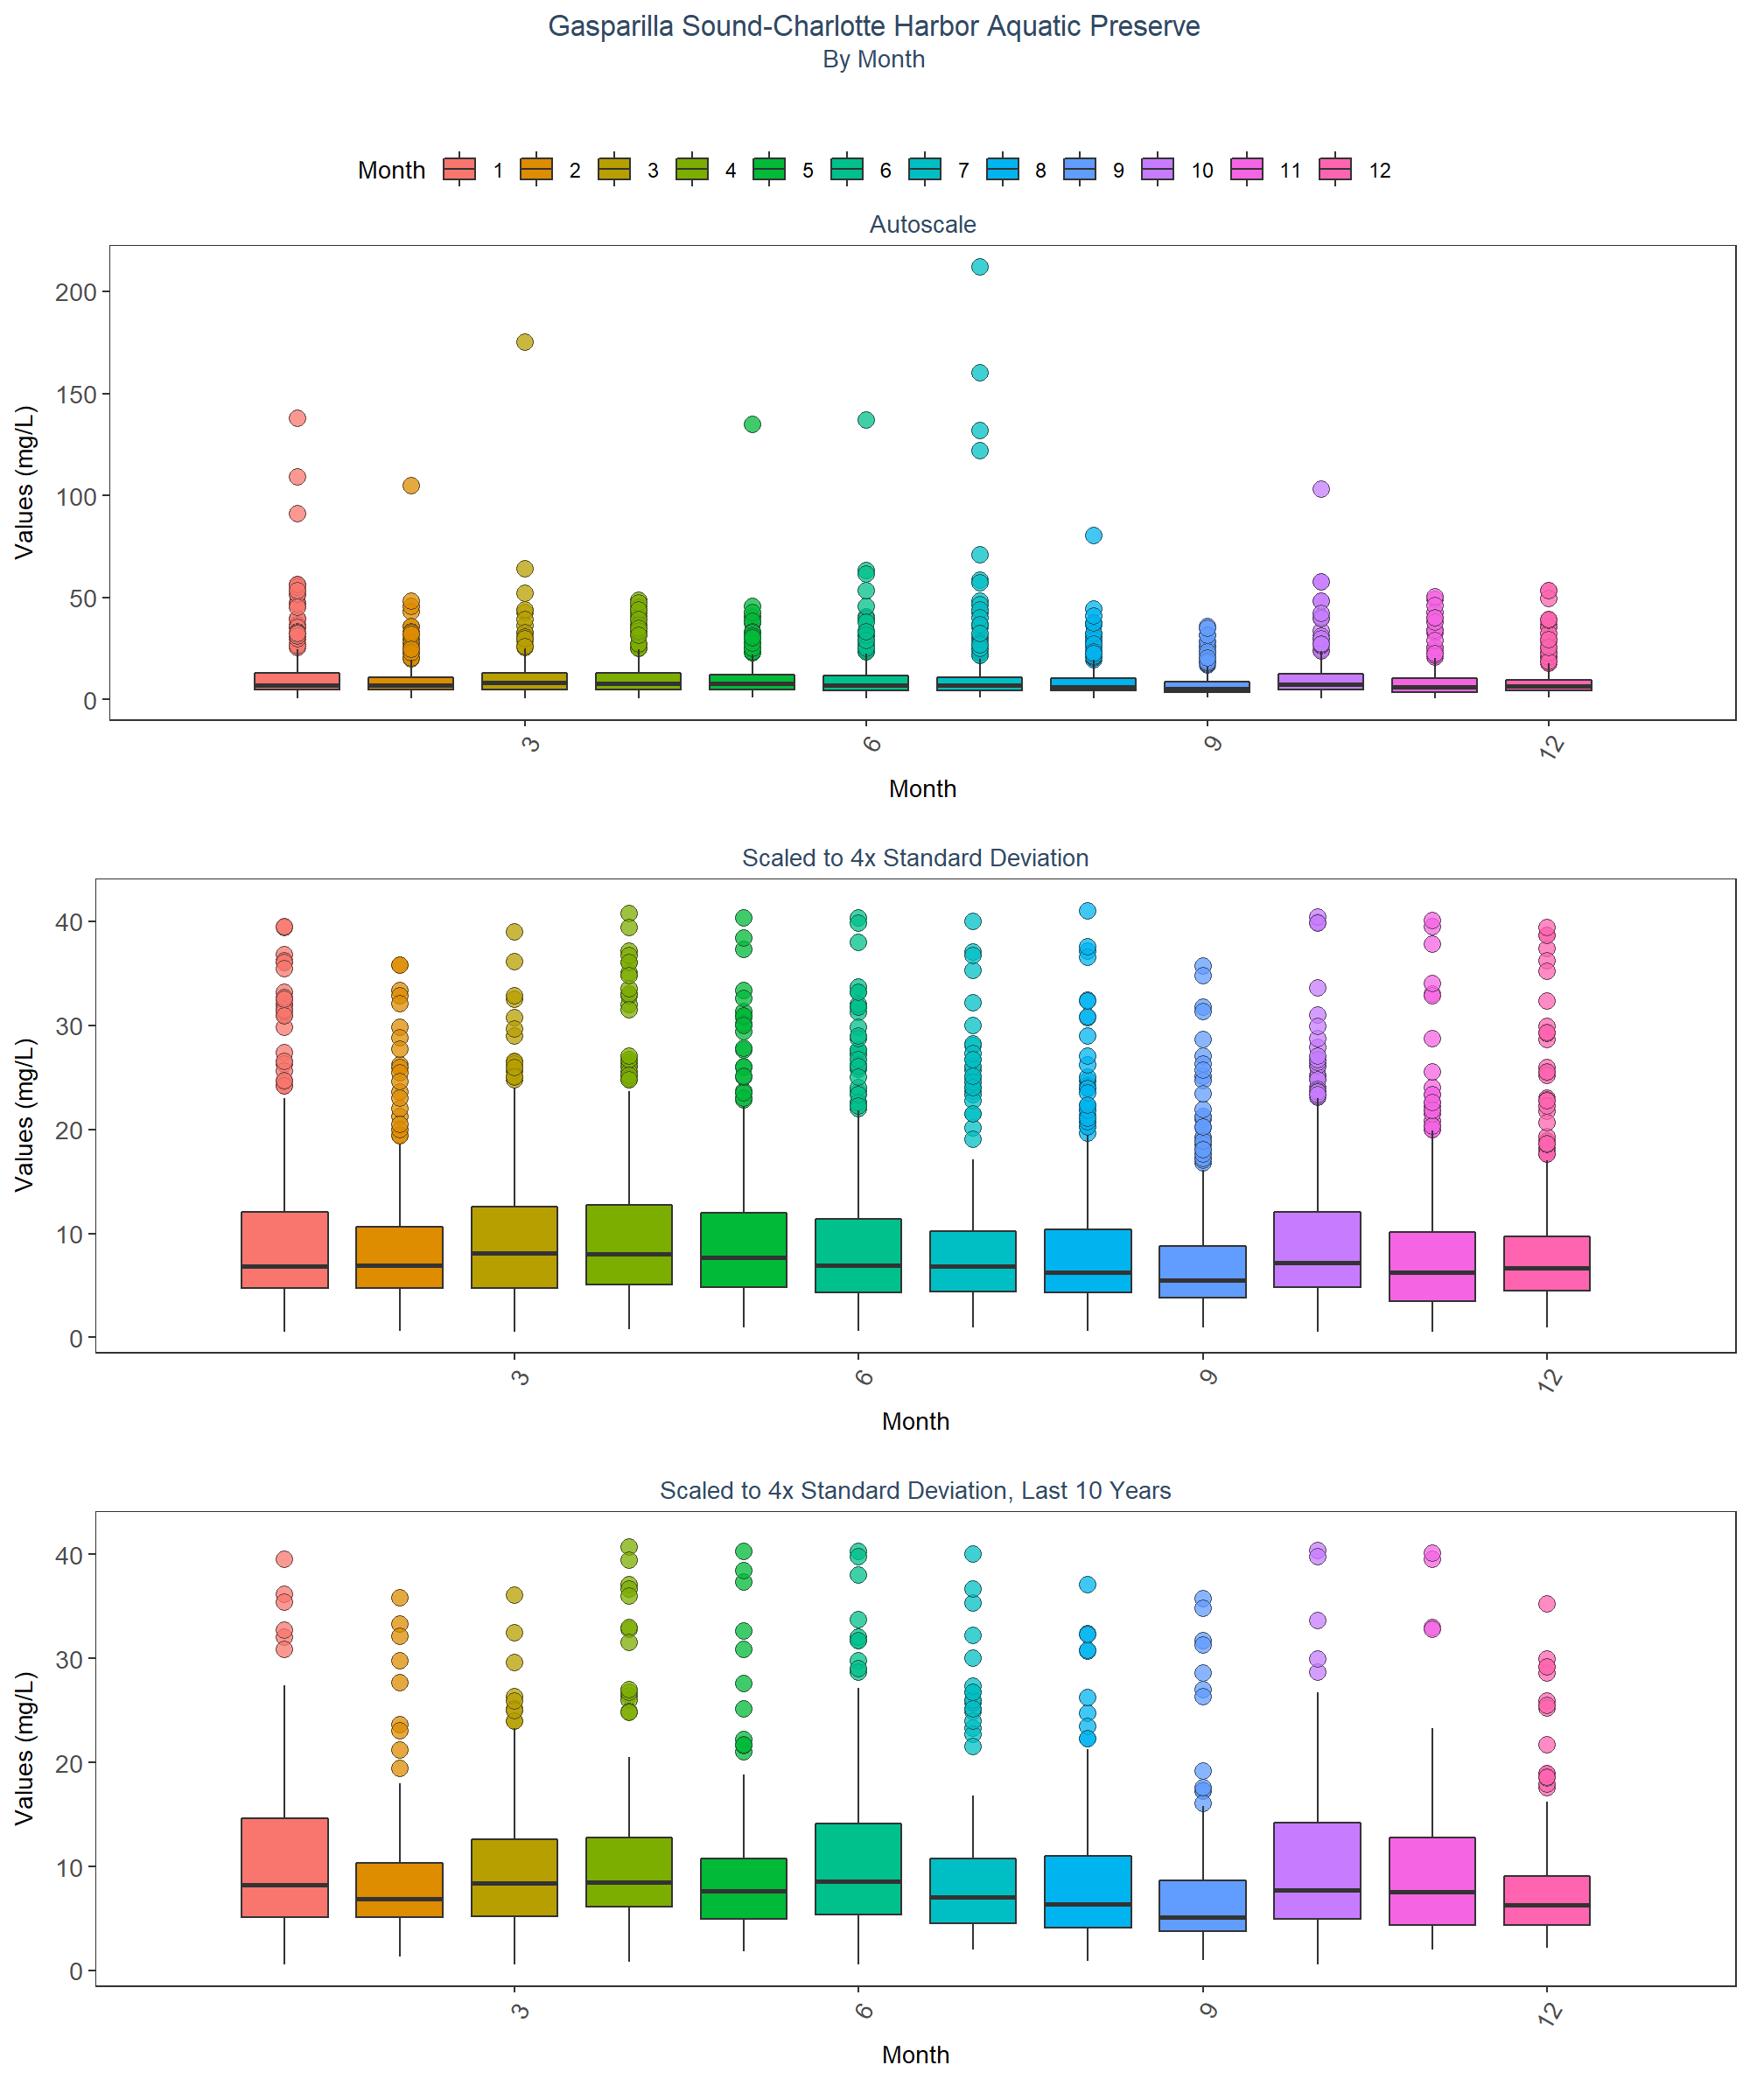 Gasparilla Sound-Charlotte Harbor Aquatic Preserve
By Month
Month 1 2 3 4 5 6 7 8 9 10 11 12
Autoscale
Values (mg/L)
200
150
100
50
0
3 6 9 12
Month
Scaled to 4x Standard Deviation
Values (mg/L)
40
30
20
10
0
3 6 9 12
Month
Scaled to 4x Standard Deviation, Last 10 Years
Values (mg/L)
40
30
20
10
0
3 6 9 12
Month